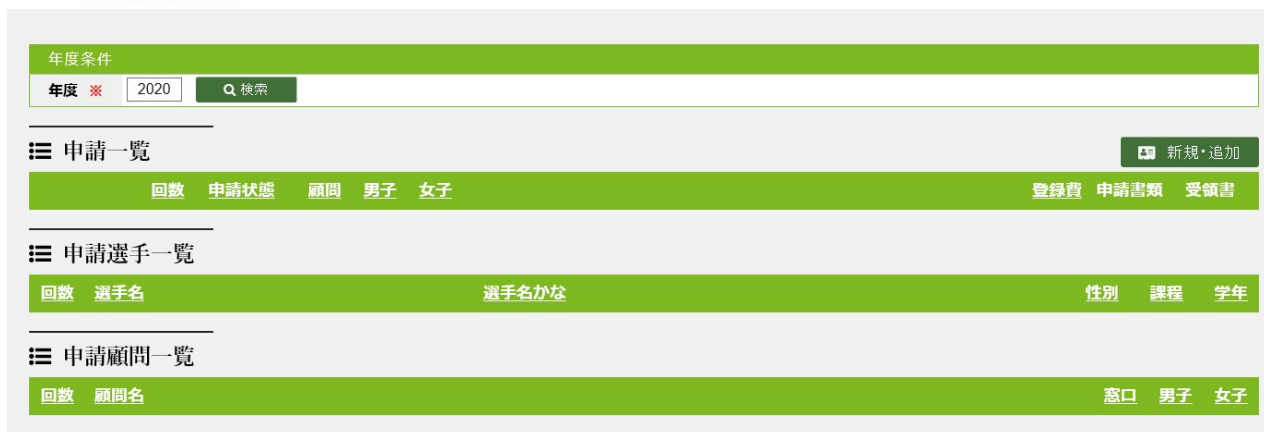 年度条件
年度 ※ 2020 検索
申請一覧 新規・追加
回数 申請状態 顧問 男子 女子 登録費 申請書類 受領書
申請選手一覧
回数 選手名 選手名かな 性別 課程 学年
申請顧問一覧
回数 顧問名 窓口 男子 女子